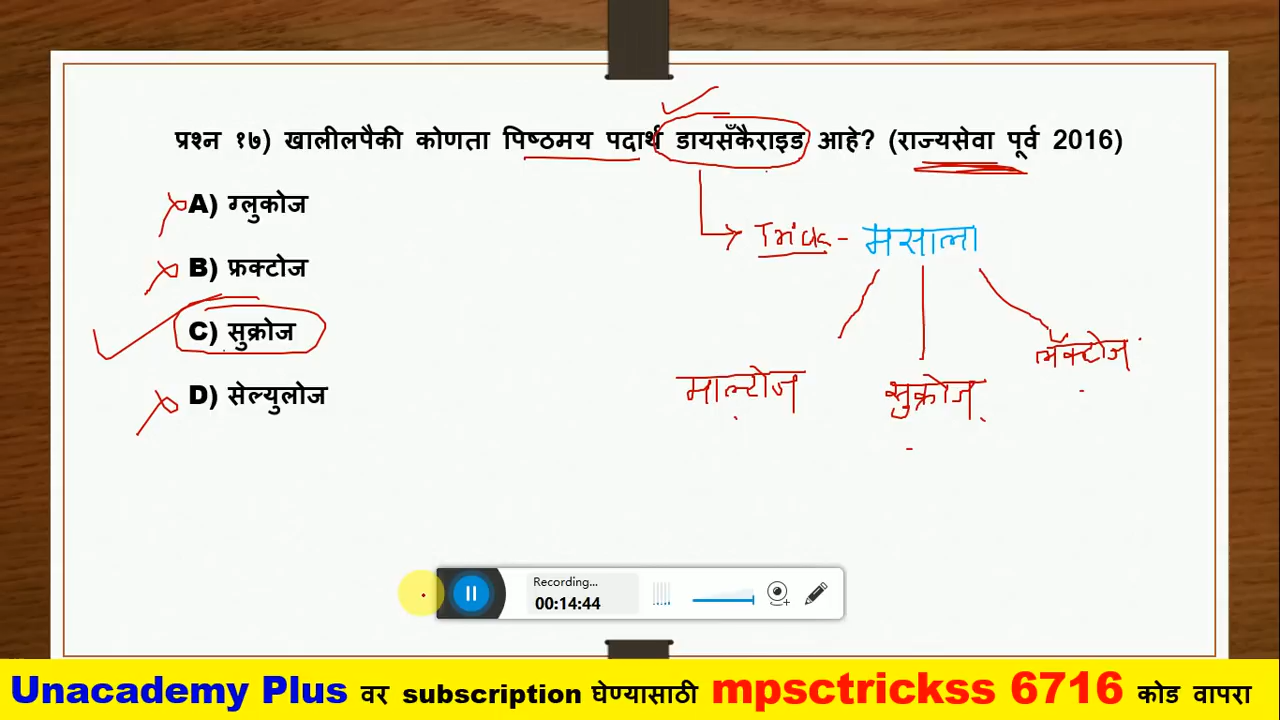 प्रश्न १७) खालीलपैकी कोणता पिष्ठमय पदार्थ डायसॅंकैराइड आहे? (राज्यसेवा पूर्व 2016)
A) ग्लुकोज
B) फ्रक्टोज
C) सुक्रोज
D) सेल्युलोज
Trick - मसाला
माल्टोज
सुक्रोज
लॅक्टोज
Recording...
00:14:44
Unacademy Plus वर subscription घेण्यासाठी mpsctrickss 6716 कोड वापरा